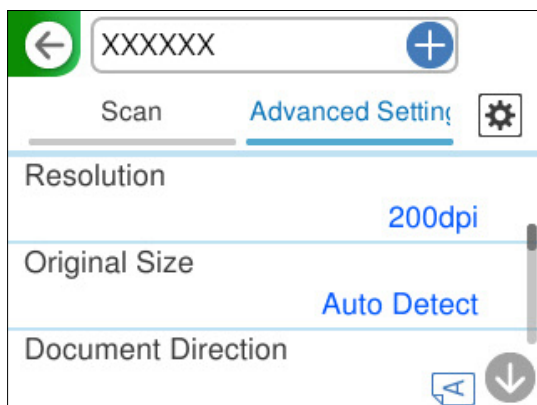 XXXXXX
Scan Advanced Setting
Resolution
200dpi
Original Size
Auto Detect
Document Direction